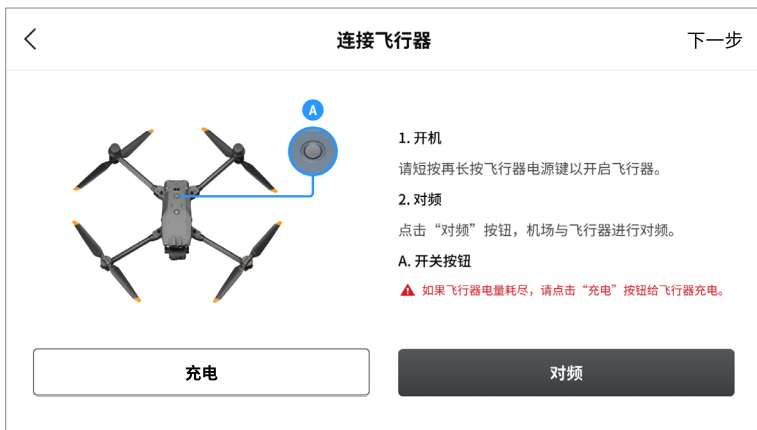 连接飞行器
下一步
A
1. 开机
请短按再长按飞行器电源键以开启飞行器。
2. 对频
点击“对频”按钮，机场与飞行器进行对频。
A. 开关按钮
如果飞行器电量耗尽，请点击“充电”按钮给飞行器充电。
充电
对频